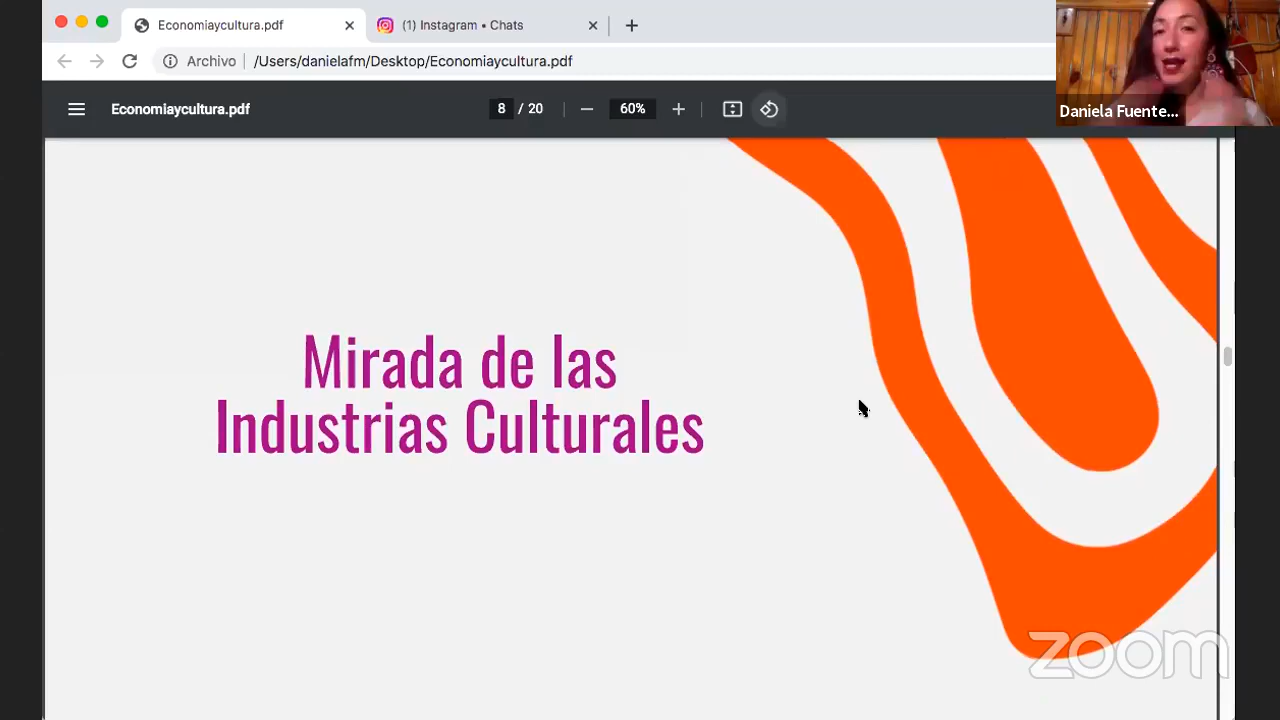 Economiaycultura.pdf
(1) Instagram • Chats
Archivo
/Users/danielafm/Desktop/Economiaycultura.pdf
Economiaycultura.pdf
8 / 20
60%
Daniela Fuente...
Mirada de las
Industrias Culturales
zoom